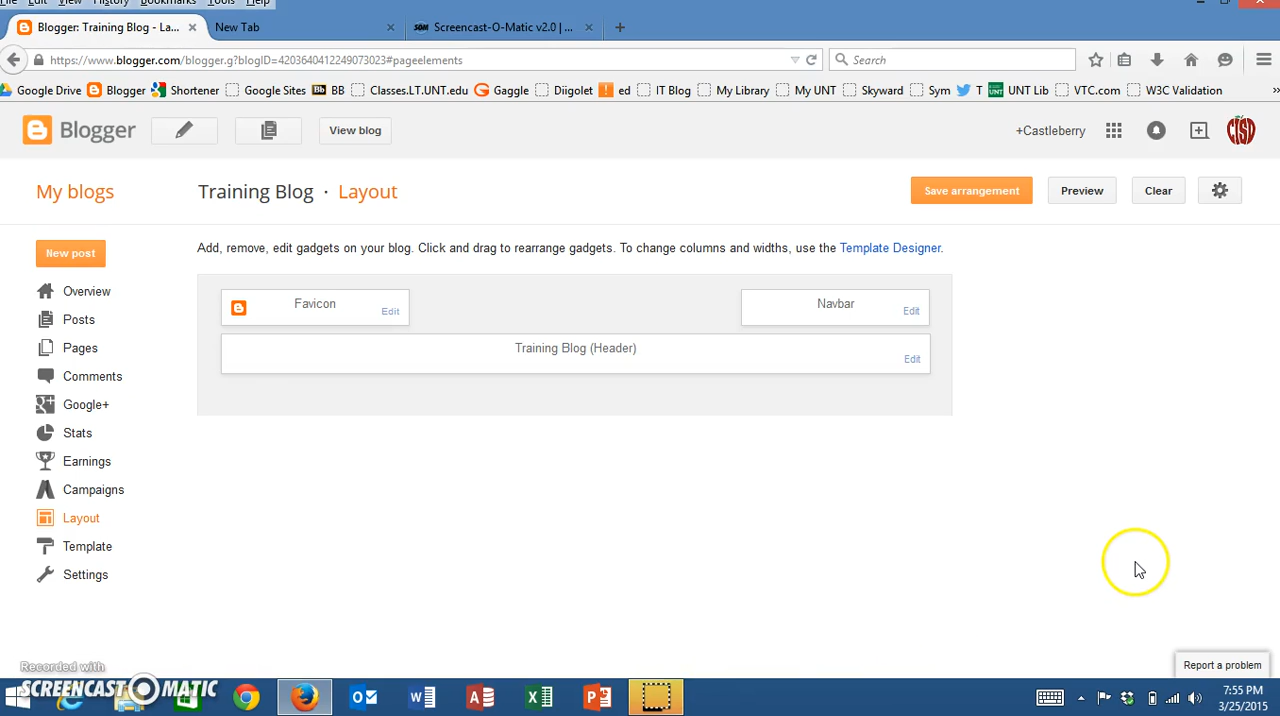 File Edit View History Bookmarks Tools Help
Blogger: Training Blog - La... New Tab Screencast-O-Matic v2.0 | ...
https://www.blogger.com/blogger.g?blogID=4203640412249073023#pageelements Search
Google Drive Blogger Shortener Google Sites BB Classes.LT.UNT.edu Gaggle Diigolet ed IT Blog My Library My UNT Skyward Sym T UNT Lib VTC.com W3C Validation
Blogger View blog +Castleberry CISD
My blogs Training Blog · Layout Save arrangement Preview Clear
New post Add, remove, edit gadgets on your blog. Click and drag to rearrange gadgets. To change columns and widths, use the Template Designer.
Overview
Posts
Pages
Comments
Google+
Stats
Earnings
Campaigns
Layout
Template
Settings
Favicon Edit
Navbar Edit
Training Blog (Header)
Edit
Report a problem
Recorded with
SCREENCAST-O-MATIC
7:55 PM
3/25/2015